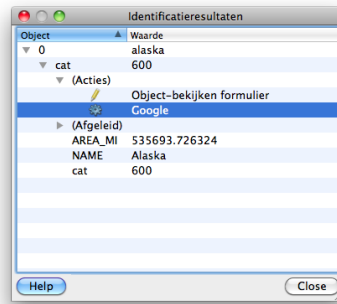 Identificatieresultaten
Object Waarde
0 alaska
cat 600
(Acties)
Object-bekijken formulier
Google
(Afgeleid)
AREA_MI 535693.726324
NAME Alaska
cat 600
Help Close